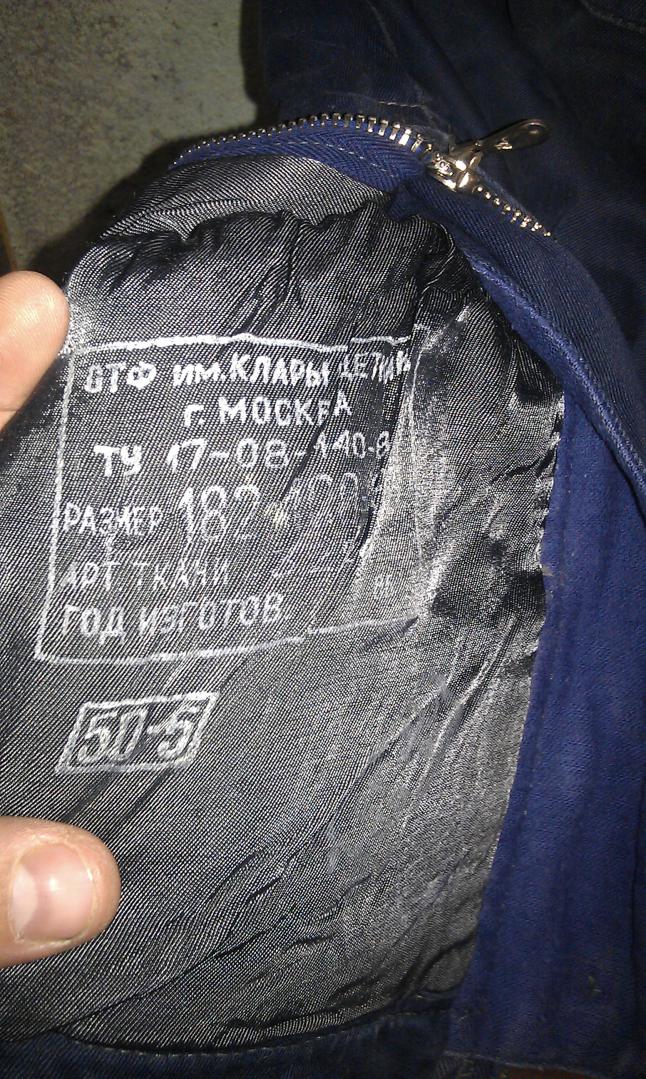 ОТФ ИМ.КЛАРЫ ЦЕТКИН
г. МОСКВА
ТУ 17-08-140-8
РАЗМЕР 182
АРТ ТКАНИ
ГОД ИЗГОТОВ
50-5